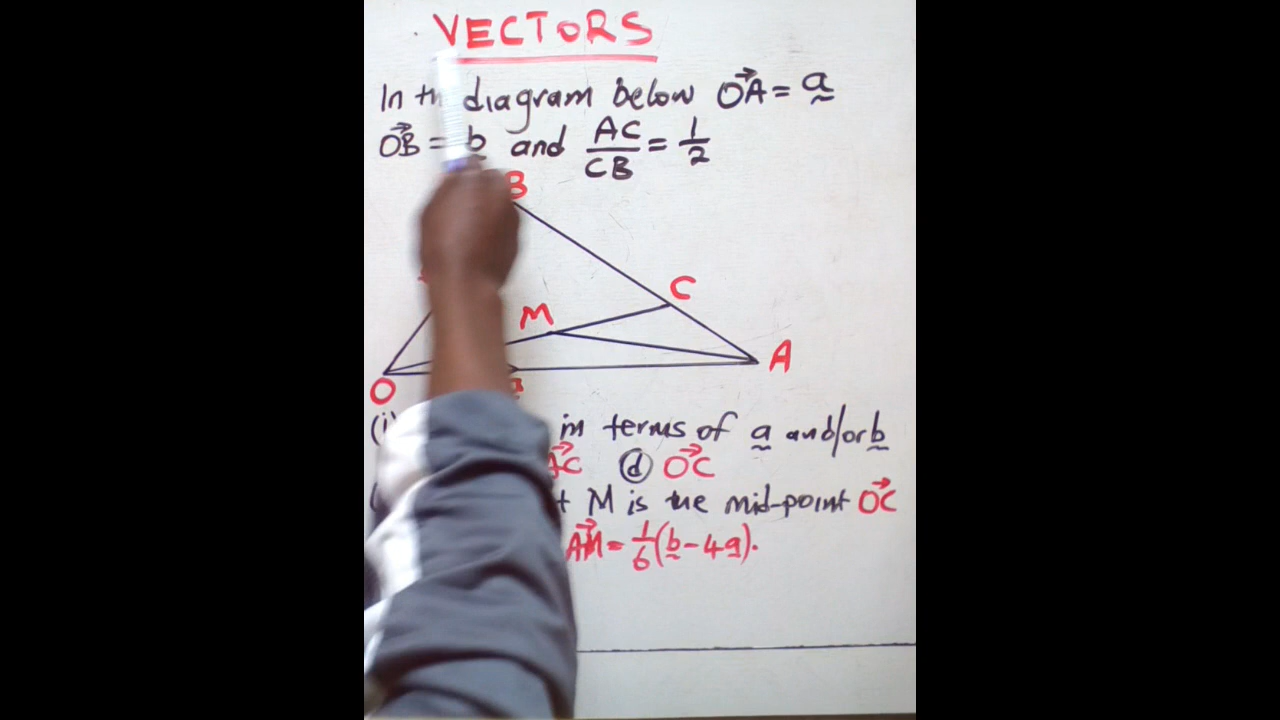 VECTORS
In the diagram below OA = a
OB = b and AC/CB = 1/2
B
C
M
A
O
a
(i) in terms of a and/or b
AC (d) OC
M is the mid-point OC
AM = 1/6(b - 4a).